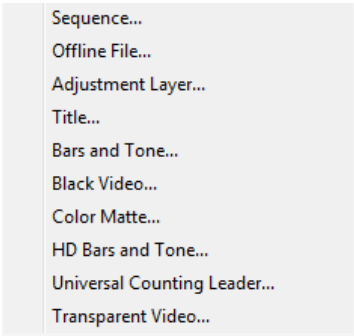 Sequence...
Offline File...
Adjustment Layer...
Title...
Bars and Tone...
Black Video...
Color Matte...
HD Bars and Tone...
Universal Counting Leader...
Transparent Video...